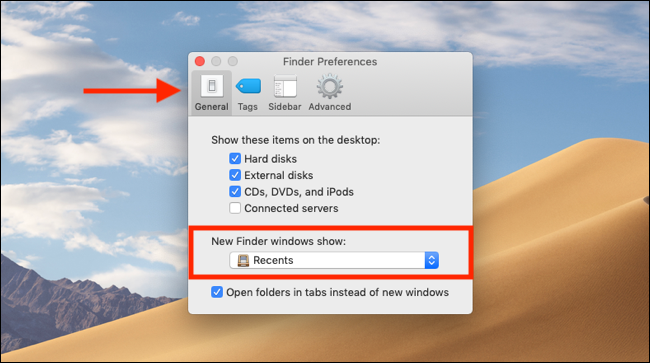 Finder Preferences
General Tags Sidebar Advanced
Show these items on the desktop:
Hard disks
External disks
CDs, DVDs, and iPods
Connected servers
New Finder windows show:
Recents
Open folders in tabs instead of new windows